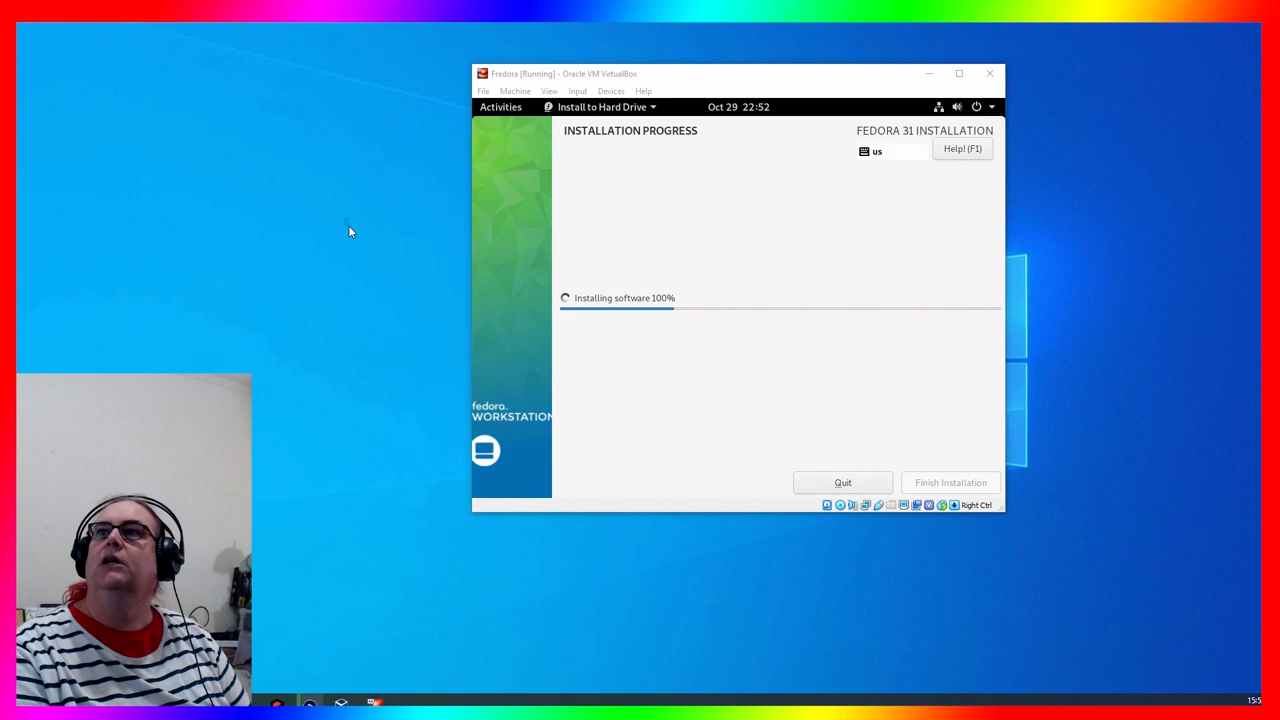 Fredora [Running] - Oracle VM VirtualBox
File Machine View Input Devices Help
Activities Install to Hard Drive Oct 29 22:52
INSTALLATION PROGRESS
FEDORA 31 INSTALLATION
us
Help! (F1)
Installing software 100%
fedora.
WORKSTATION
Quit
Finish Installation
Right Ctrl